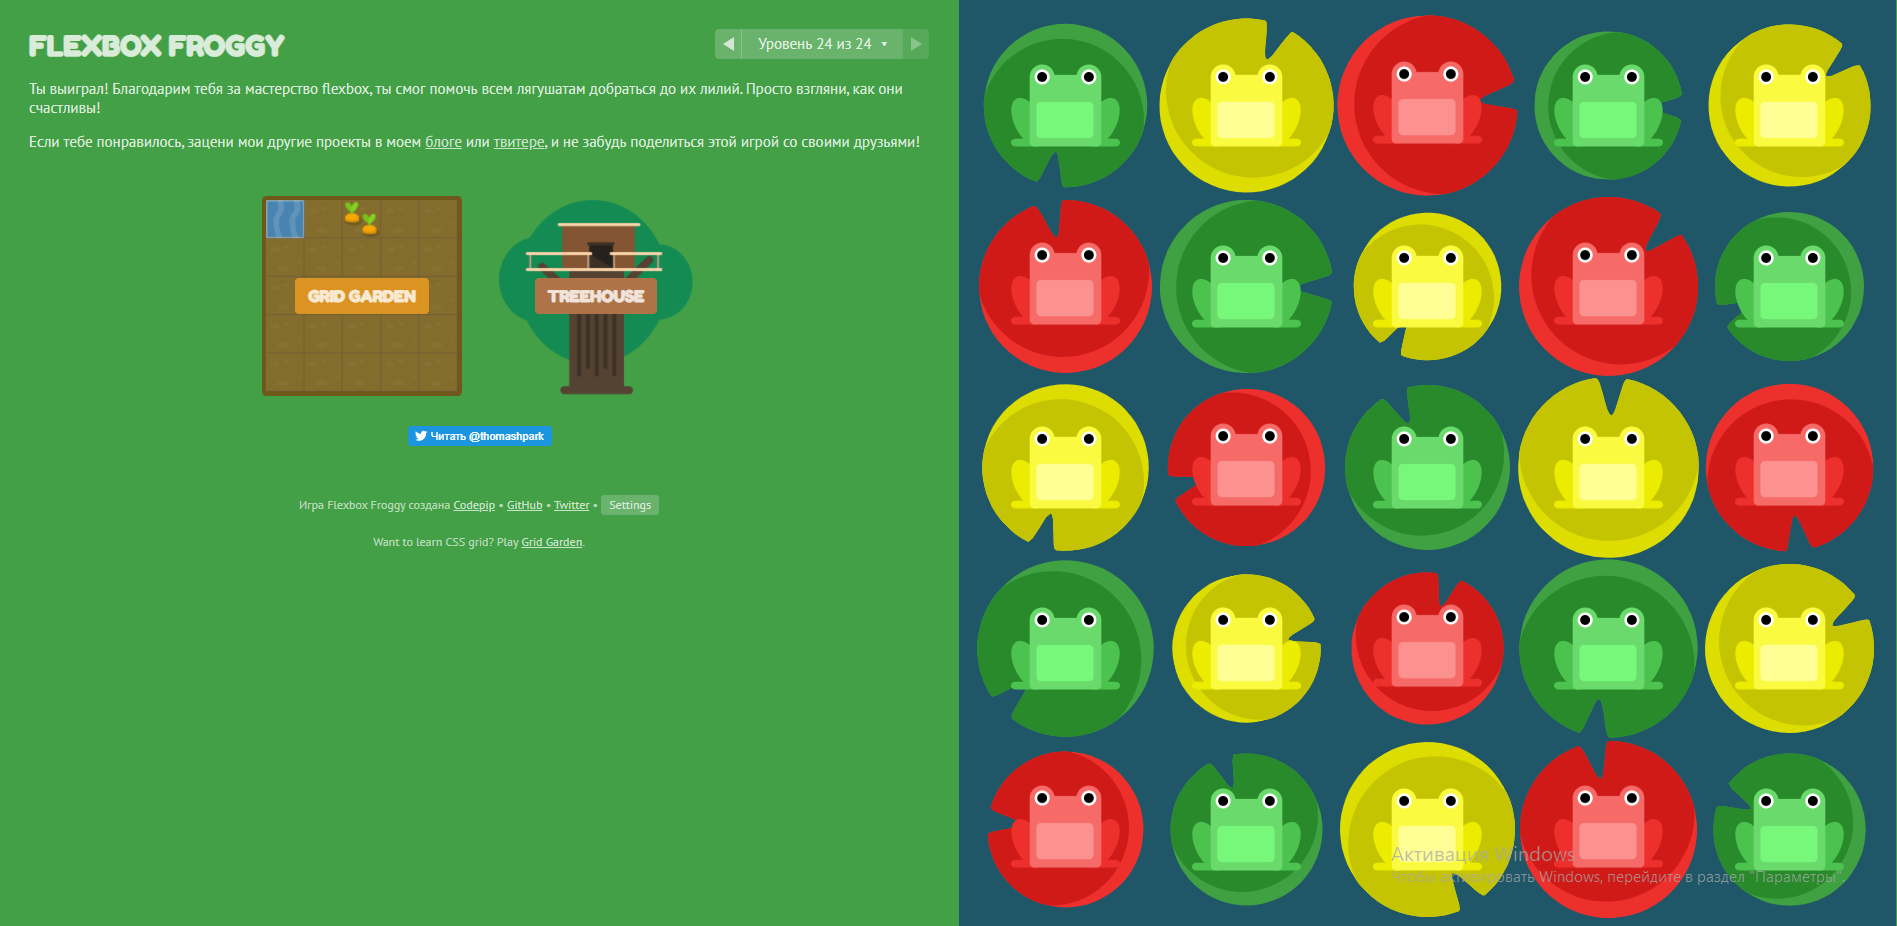 FLEXBOX FROGGY
Уровень 24 из 24
Ты выиграл! Благодарим тебя за мастерство flexbox, ты смог помочь всем лягушатам добраться до их лилий. Просто взгляни, как они
счастливы!
Если тебе понравилось, зацени мои другие проекты в моем блоге или твитере, и не забудь поделиться этой игрой со своими друзьями!
GRID GARDEN
TREEHOUSE
Читать @thomashpark
Игра Flexbox Froggy создана Codepip • GitHub • Twitter • Settings
Want to learn CSS grid? Play Grid Garden.
Активация Windows
Чтобы активировать Windows, перейдите в раздел "Параметры".